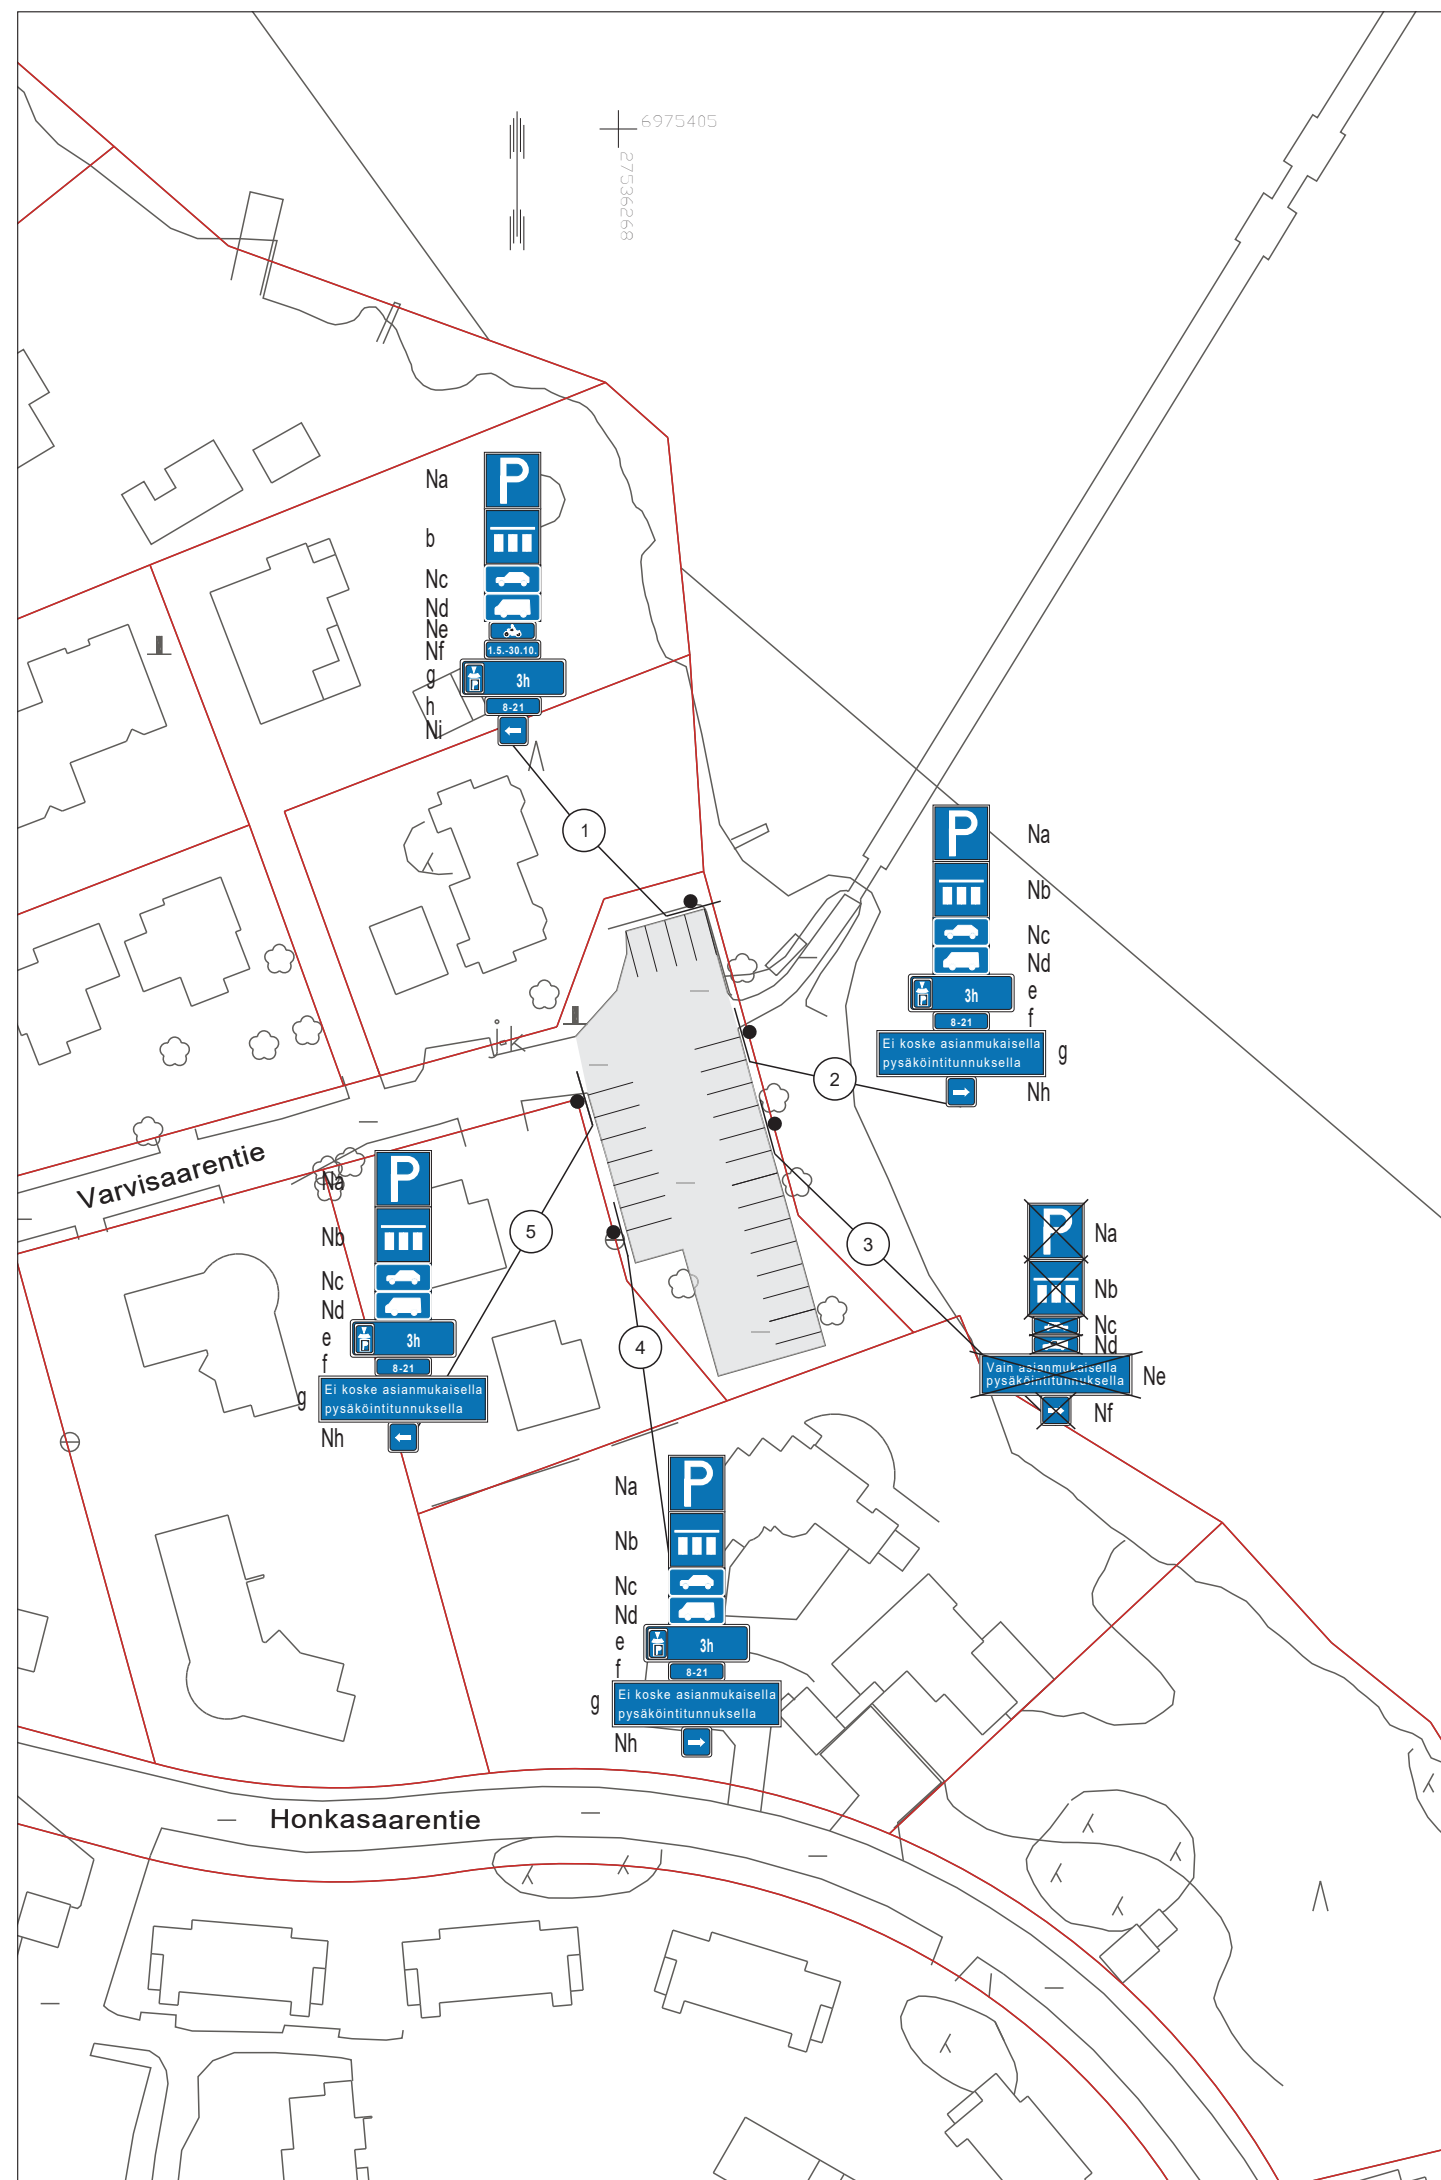 6975405
27536268
Na
P
b
Nc
Nd
Ne
Nf
1.5.-30.10.
g
P
3h
h
8-21
Ni
1
P
Na
Nb
Nc
Nd
P
3h
e
8-21
f
Ei koske asianmukaisella
pysäköintitunnuksella
g
Nh
2
j.k
Varvisaarentie
Na
P
Nb
Nc
Nd
e
P
3h
f
8-21
g
Ei koske asianmukaisella
pysäköintitunnuksella
Nh
5
3
P
Na
Nb
Nc
Nd
Vain asianmukaisella
pysäköintitunnuksella
Ne
Nf
4
Na
P
Nb
Nc
Nd
e
P
3h
f
8-21
g
Ei koske asianmukaisella
pysäköintitunnuksella
Nh
Honkasaarentie